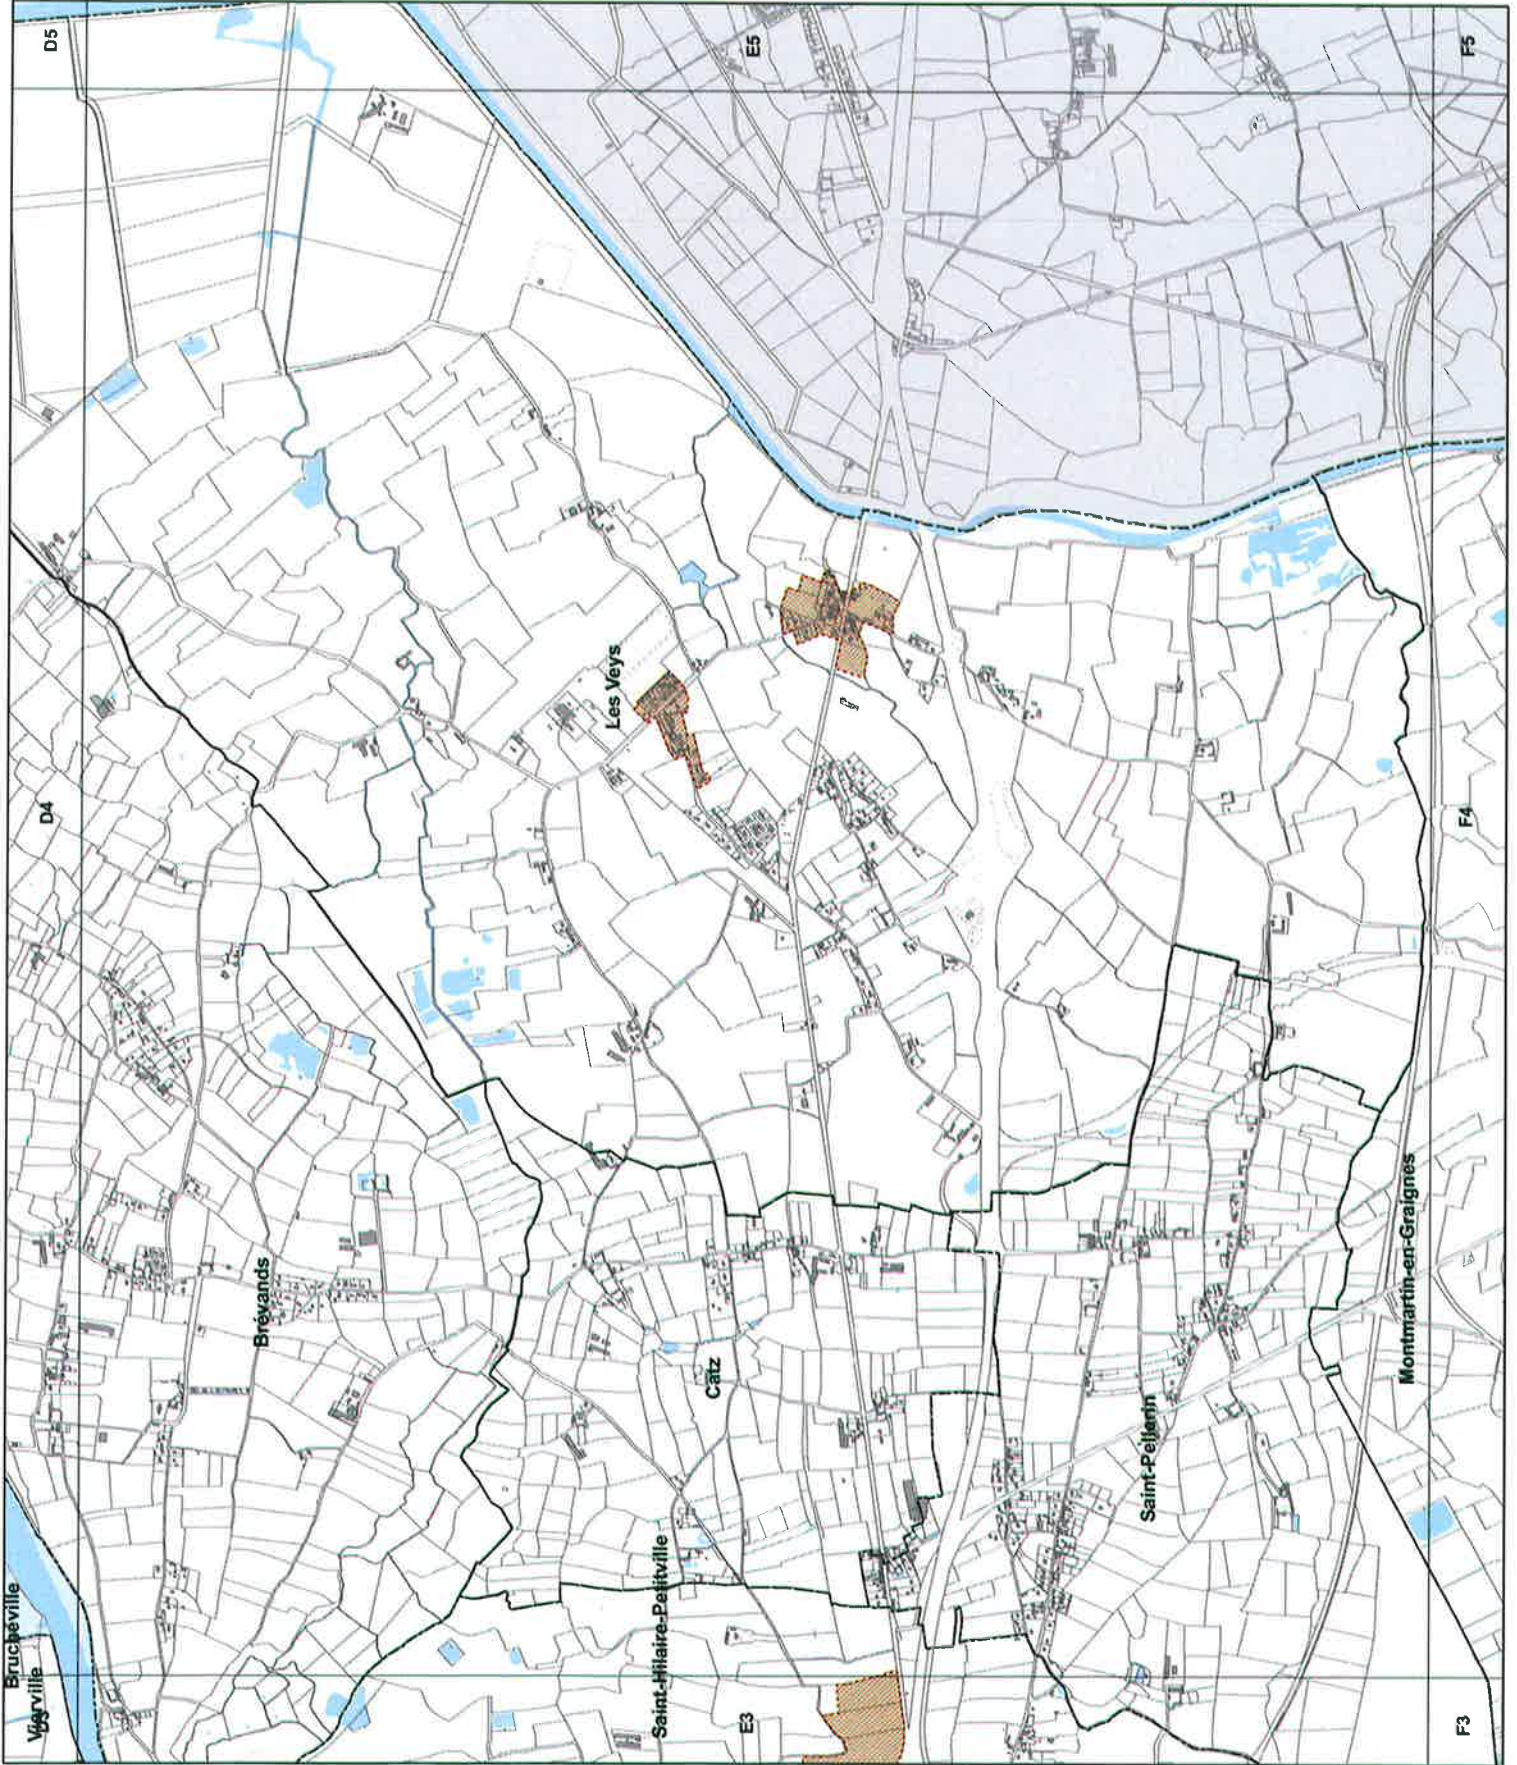 D5
E5
F5
D4
Les Veys
F4
Brévands
Catz
Montmartin-en-Graignes
Saint-Pellerin
Saint-Hilaire-Petitville
Brucheville
Vierville
E3
F3